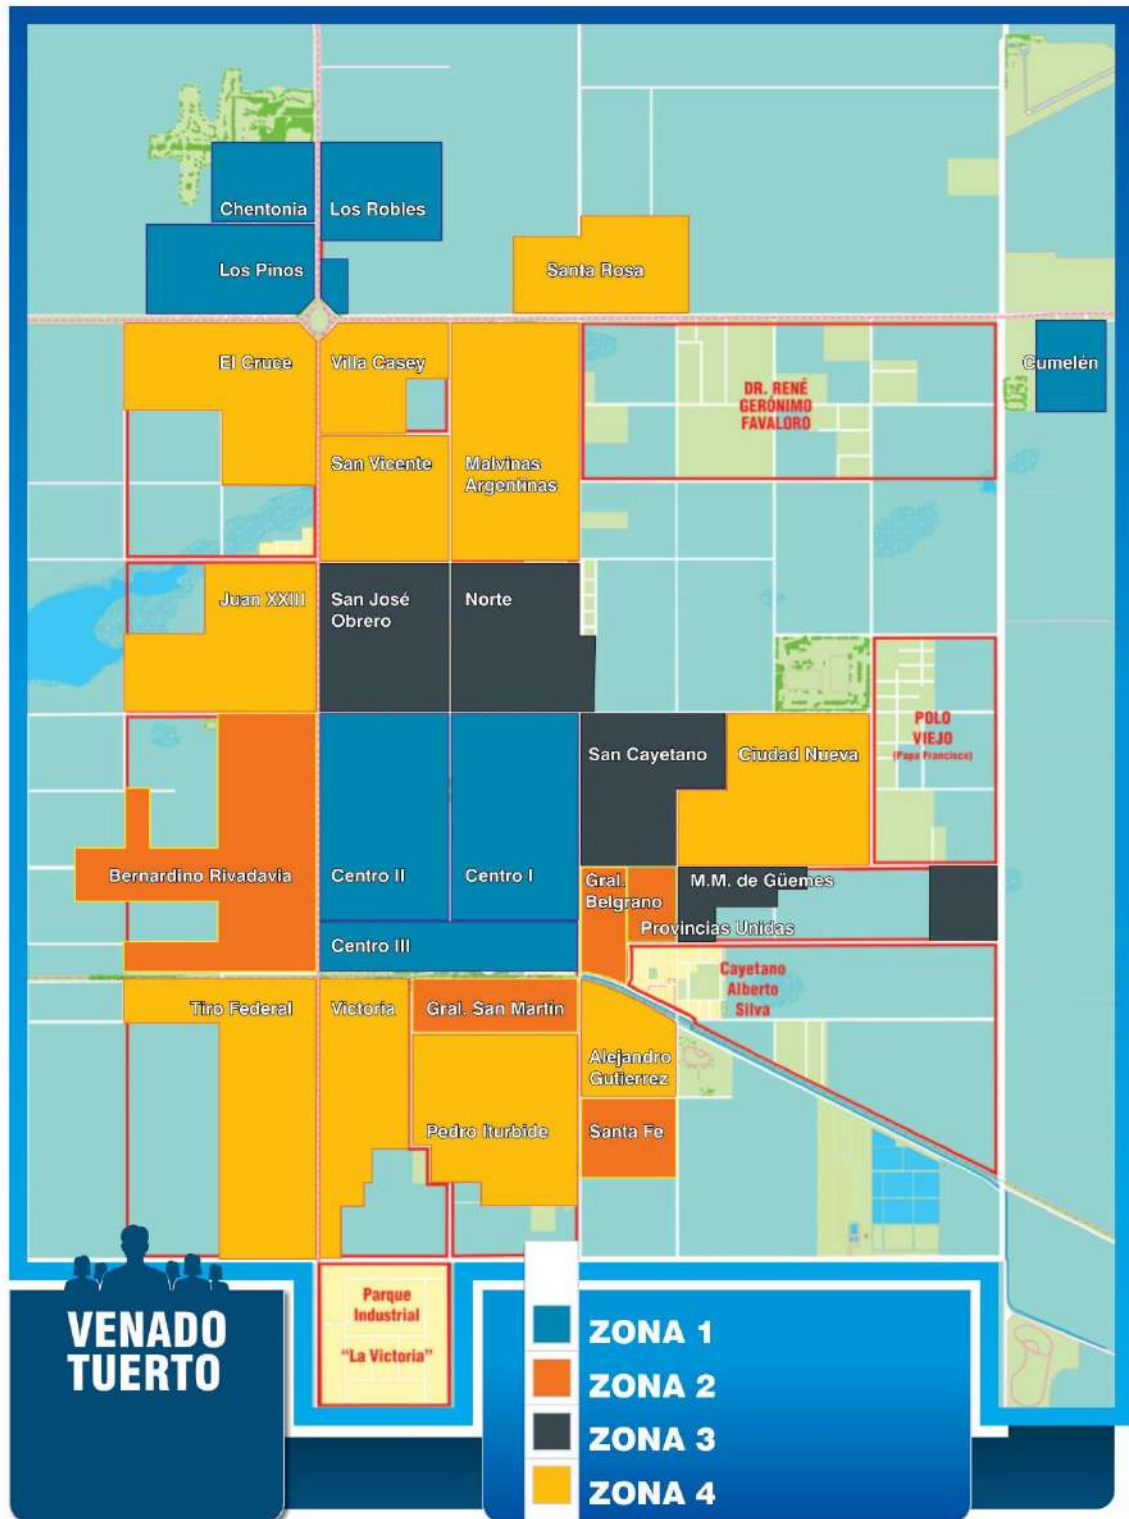 Chentonia
Los Robles
Los Pinos
Santa Rosa
El Cruce
Villa Casey
Cumelén
DR. RENÉ
GERÓNIMO
FAVALORO
San Vicente
Malvinas
Argentinas
Juan XXIII
San José
Obrero
Norte
San Cayetano
Ciudad Nueva
POLO
VIEJO
(Papa Francisco)
Bernardino Rivadavia
Centro II
Centro I
Gral.
Belgrano
M.M. de Güemes
Provincias Unidas
Centro III
Cayetano
Alberto
Silva
Tiro Federal
Victoria
Gral. San Martín
Alejandro
Gutierrez
Pedro Iturbide
Santa Fe
Parque
Industrial
"La Victoria"
VENADO
TUERTO
ZONA 1
ZONA 2
ZONA 3
ZONA 4